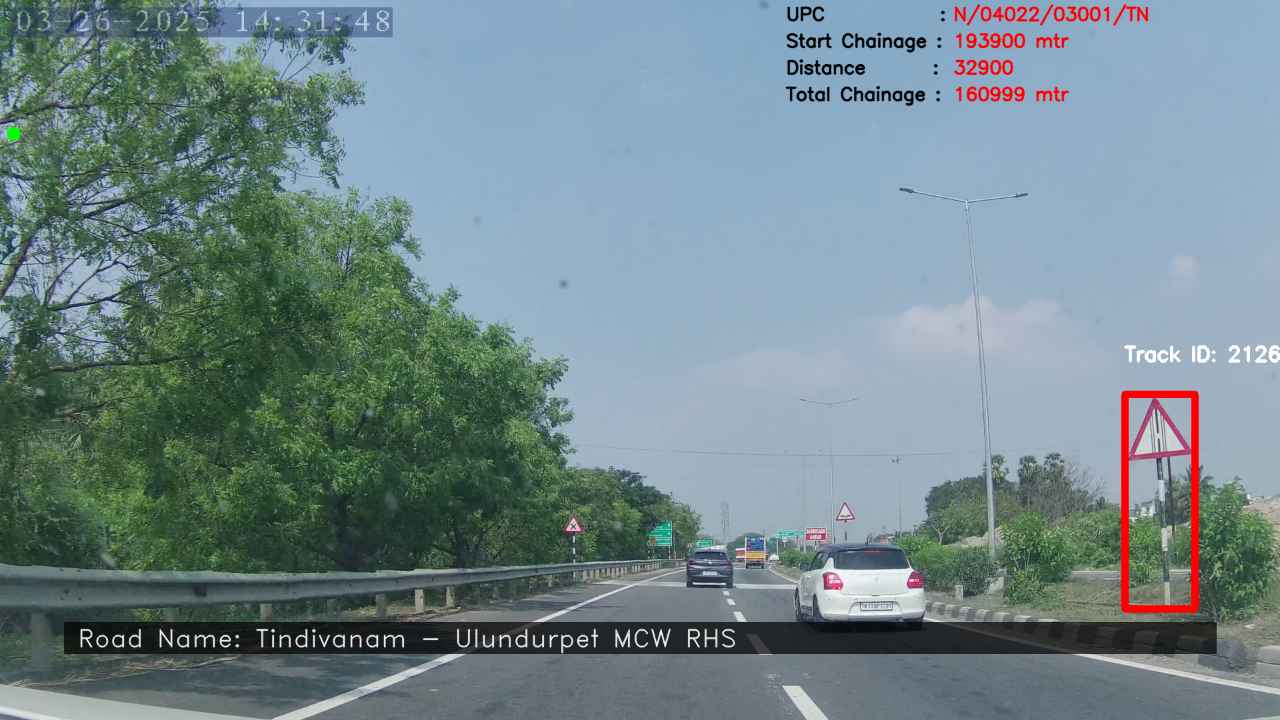 03-26-2025 14:31:48
UPC : N/04022/03001/TN
Start Chainage : 193900 mtr
Distance : 32900
Total Chainage : 160999 mtr
Track ID: 2126
Road Name: Tindivanam - Ulundurpet MCW RHS